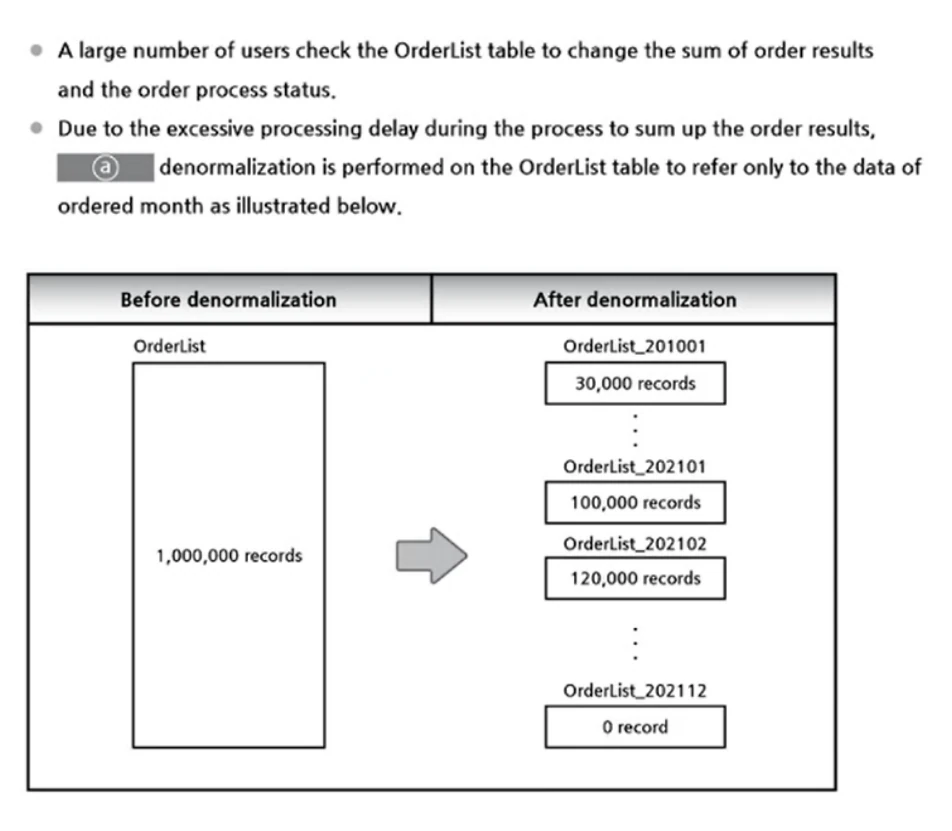 • A large number of users check the OrderList table to change the sum of order results
and the order process status.
• Due to the excessive processing delay during the process to sum up the order results,
ⓐ denormalization is performed on the OrderList table to refer only to the data of
ordered month as illustrated below.
Before denormalization
After denormalization
OrderList
1,000,000 records
OrderList_201001
30,000 records
OrderList_202101
100,000 records
OrderList_202102
120,000 records
OrderList_202112
0 record